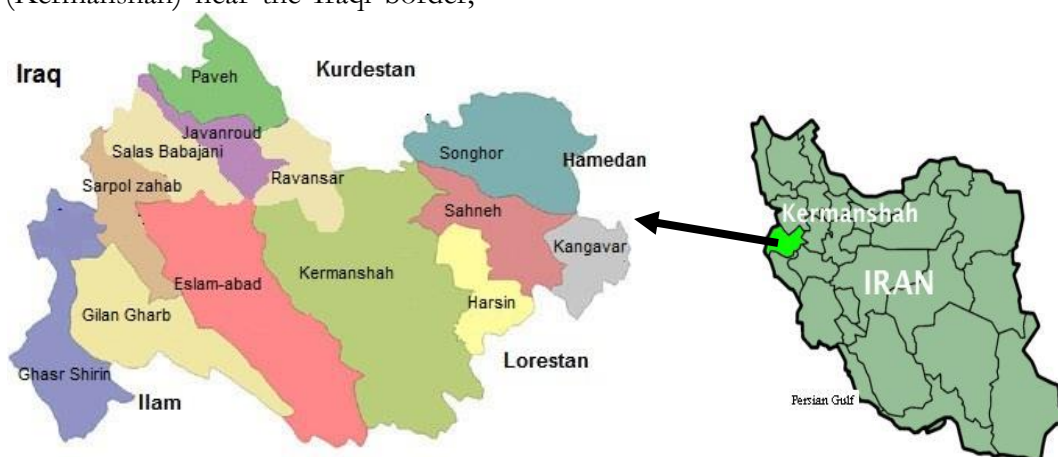 (Kermanshah) near the Iraqi border,
Iraq
Kurdestan
Paveh
Javanroud
Salas Babajani
Songhor
Hamedan
Sarpol zahab
Ravansar
Sahneh
Kangavar
Kermanshah
Eslam-abad
Harsin
Gilan Gharb
Lorestan
Ghasr Shirin
Ilam
Kermanshah
IRAN
Persian Gulf